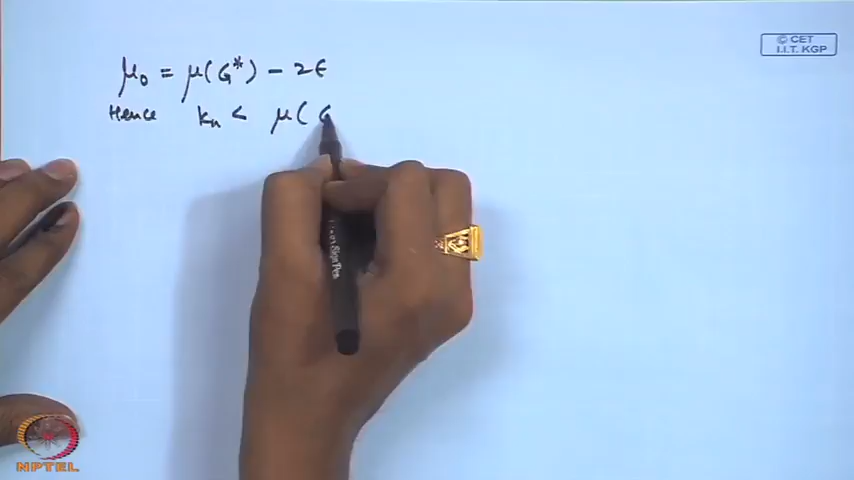 © CET
I.I.T. KGP
μ₀ = μ(G*) - 2ϵ
Hence kₙ < μ( G
NPTEL